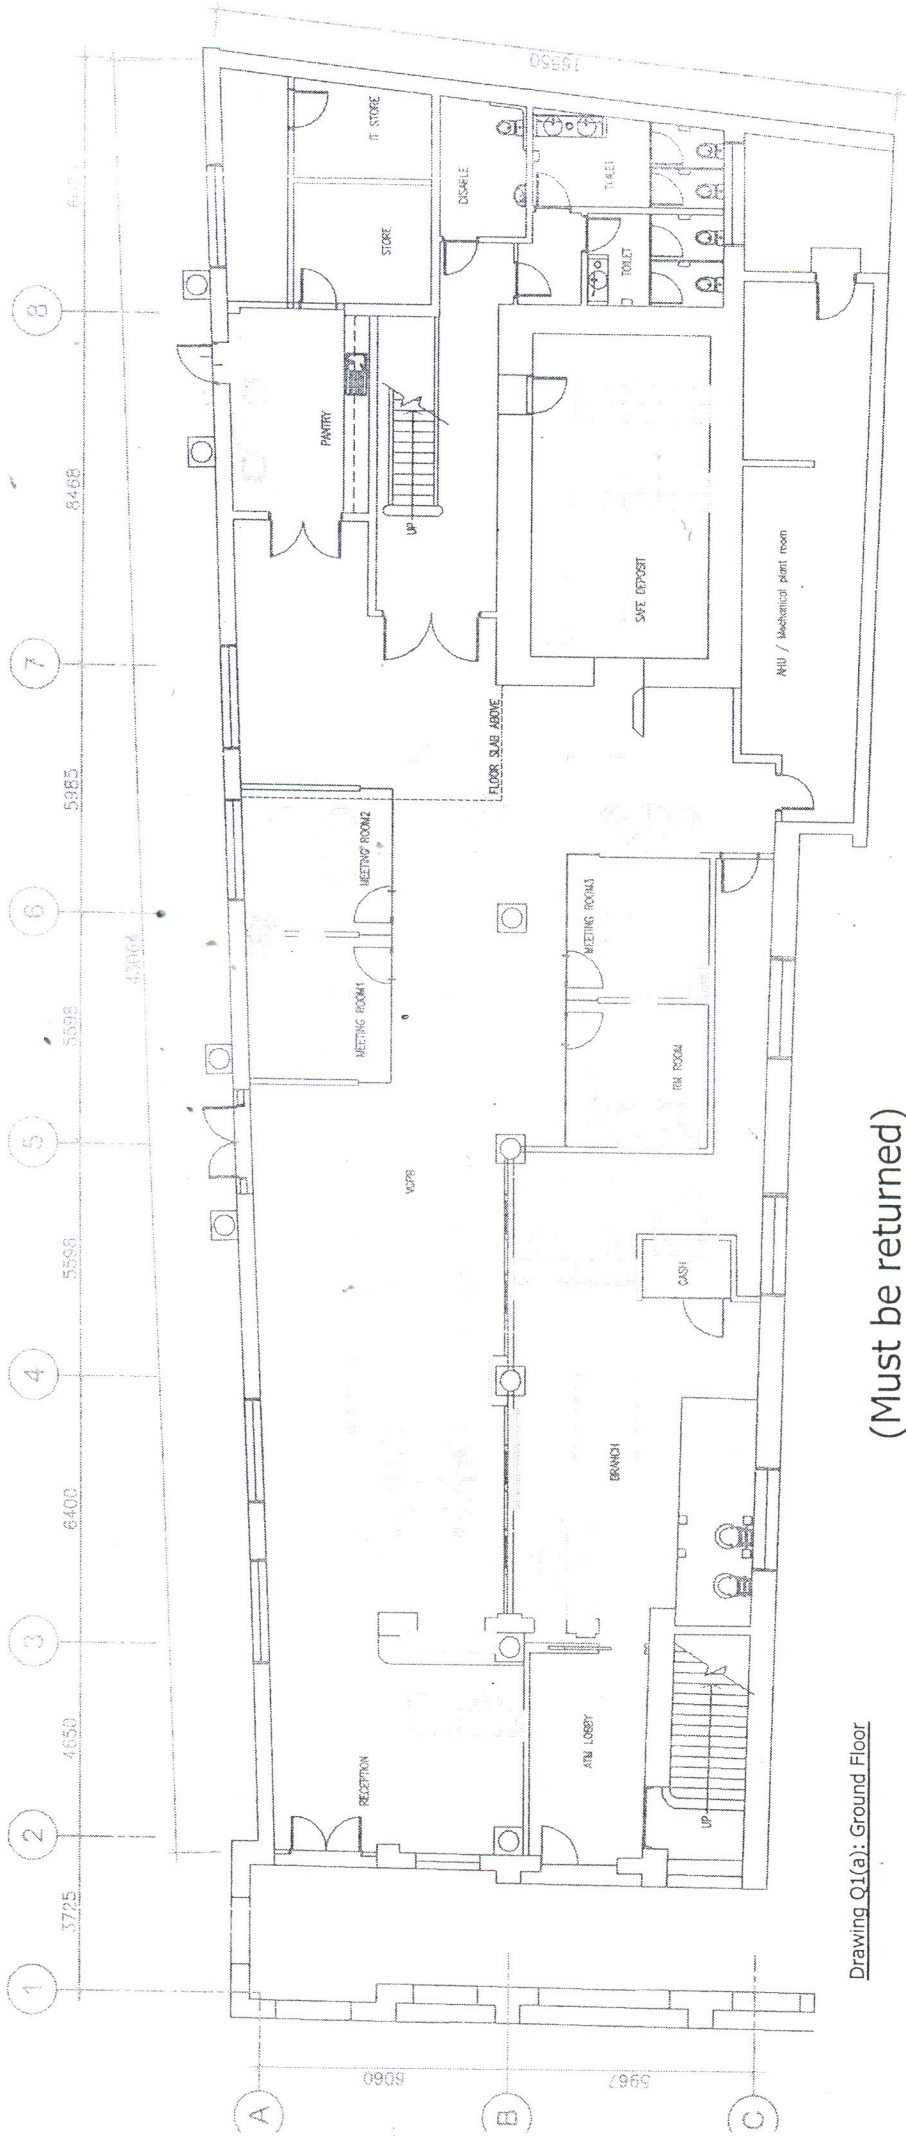 1
2
3
4
5
6
7
8
3725
4650
6400
5598
5598
5985
8468
43064
16550
A
B
C
6060
5967
RECEPTION
ATM LOBBY
UP
BRANCH
CASH
VGPB
MEETING ROOM1
MEETING ROOM2
RM ROOM
MEETING ROOM3
FLOOR SLAB ABOVE
SAFE DEPOSIT
AHU / Mechanical plant room
UP
PANTRY
STORE
IT STORE
DISABLE
TOILET
TOILET
Drawing Q1(a): Ground Floor
(Must be returned)